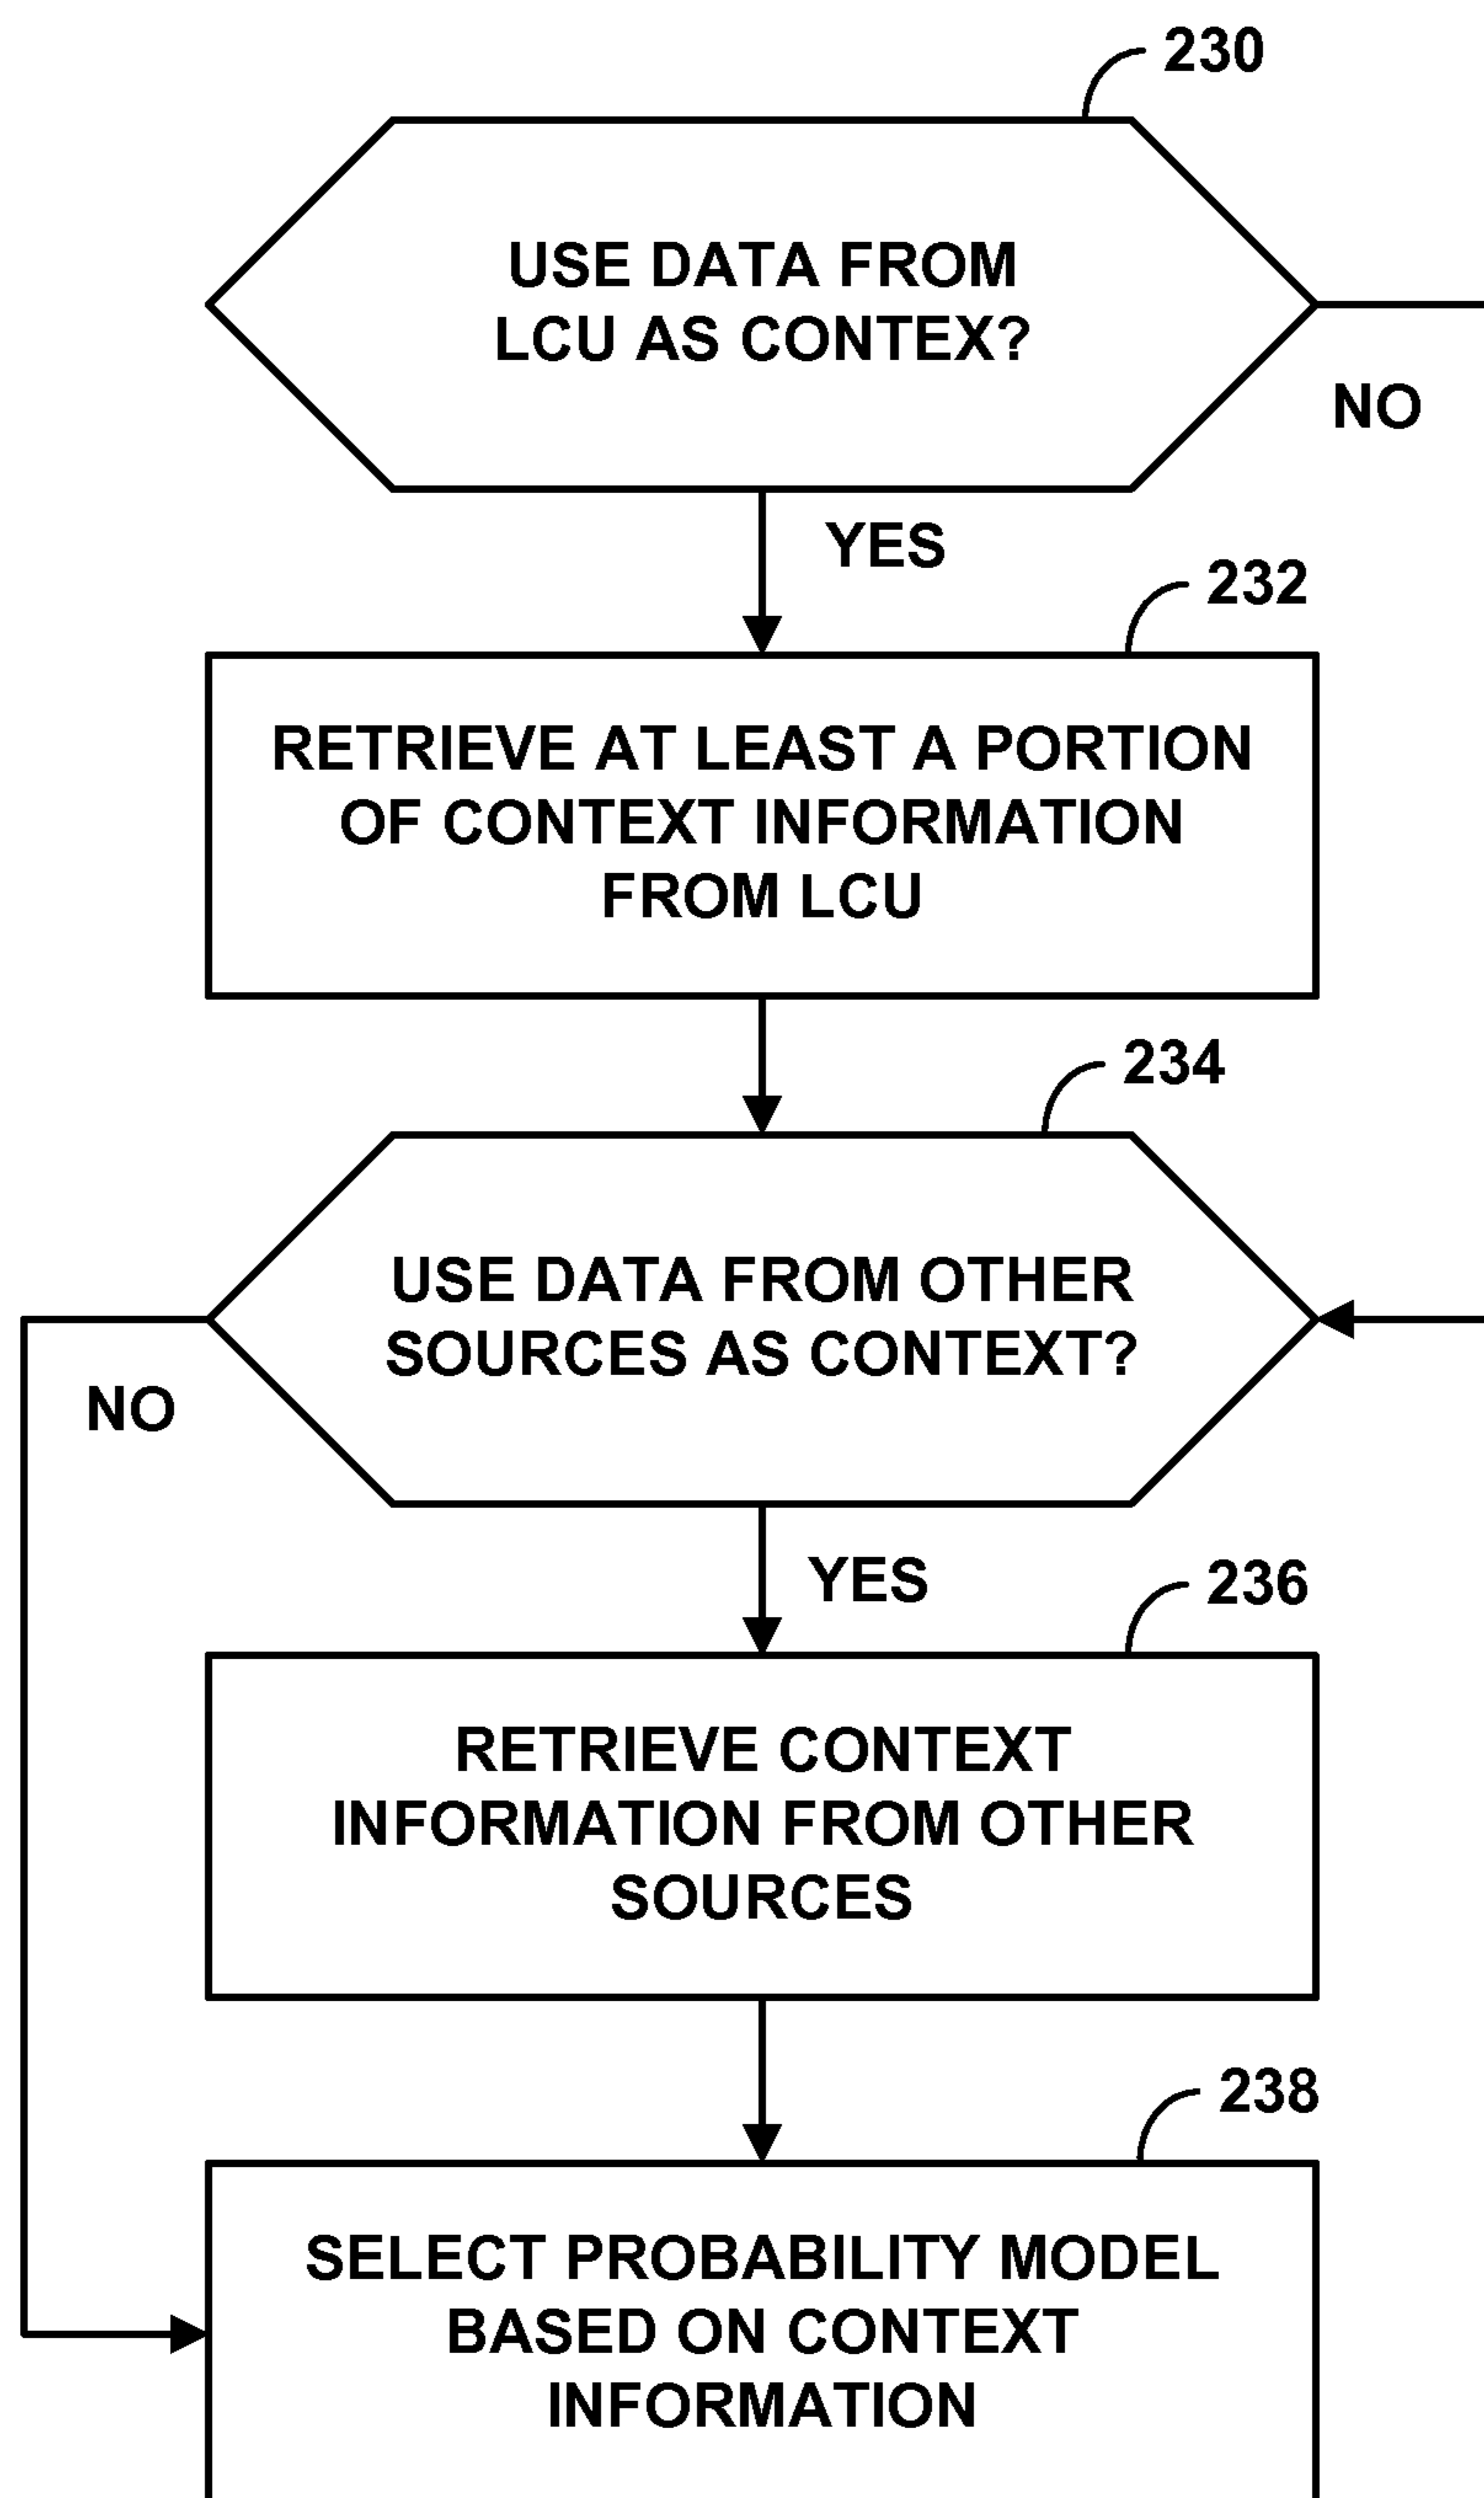 230
USE DATA FROM
LCU AS CONTEX?
NO
YES
232
RETRIEVE AT LEAST A PORTION
OF CONTEXT INFORMATION
FROM LCU
234
USE DATA FROM OTHER
SOURCES AS CONTEXT?
NO
YES
236
RETRIEVE CONTEXT
INFORMATION FROM OTHER
SOURCES
238
SELECT PROBABILITY MODEL
BASED ON CONTEXT
INFORMATION